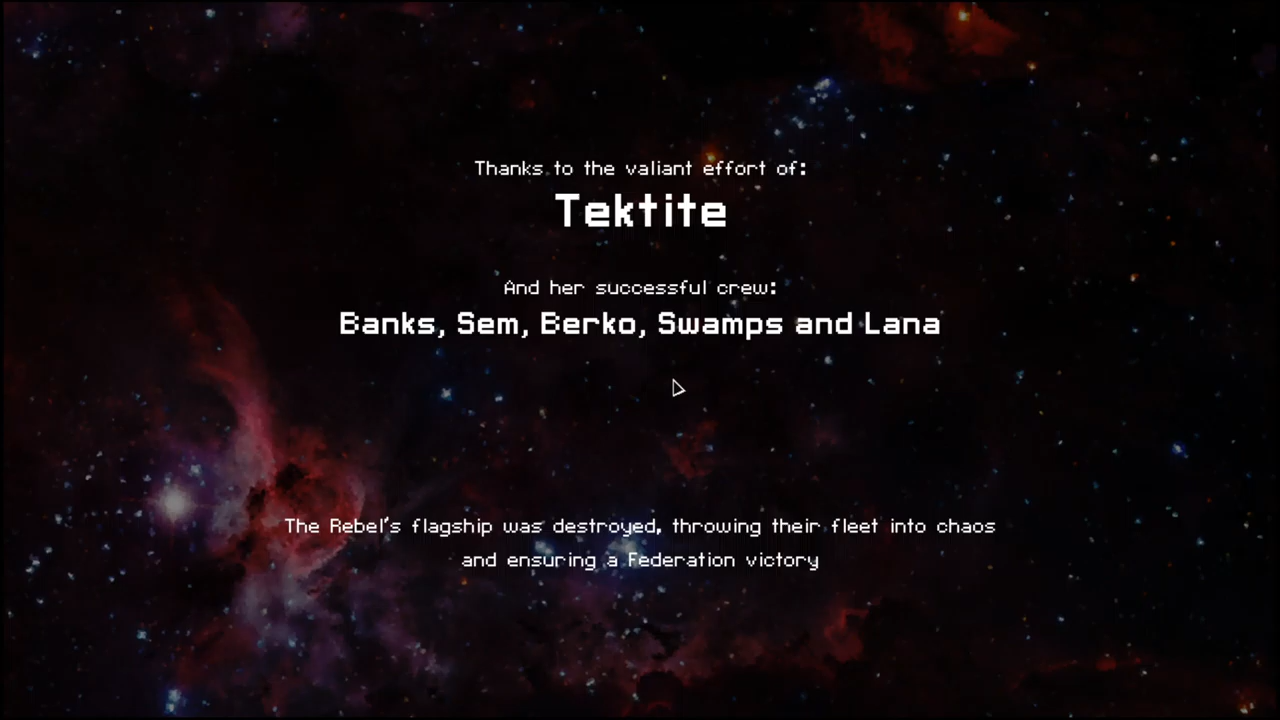 Thanks to the valiant effort of:
Tektite
And her successful crew:
Banks, Sem, Berko, Swamps and Lana
The Rebel's flagship was destroyed, throwing their fleet into chaos
and ensuring a Federation victory